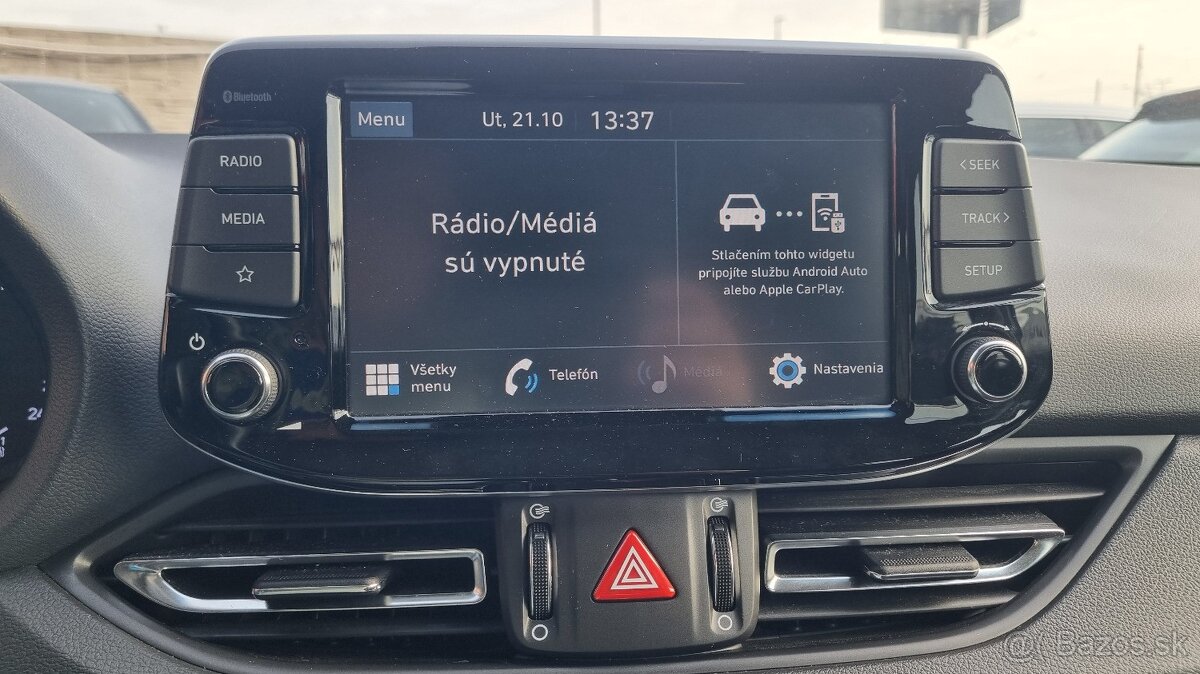 Bluetooth
Menu
Ut, 21.10
13:37
RADIO
MEDIA
< SEEK
TRACK >
SETUP
Rádio/Médiá
sú vypnuté
Stlačením tohto widgetu
pripojíte službu Android Auto
alebo Apple CarPlay.
Všetky
menu
Telefón
Médiá
Nastavenia
Bazos.sk